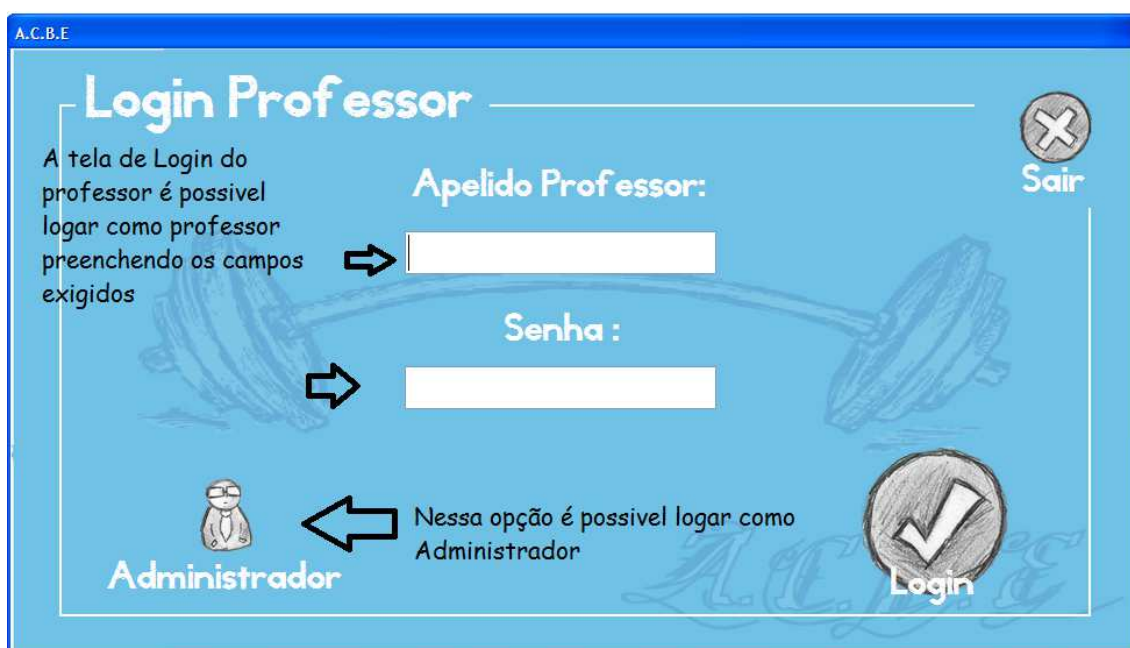 A.C.B.E
Login Professor
Sair
A tela de Login do
professor é possivel
logar como professor
preenchendo os campos
exigidos
Apelido Professor:
Senha :
Nessa opção é possivel logar como
Administrador
Administrador
Login
A.C.B.E